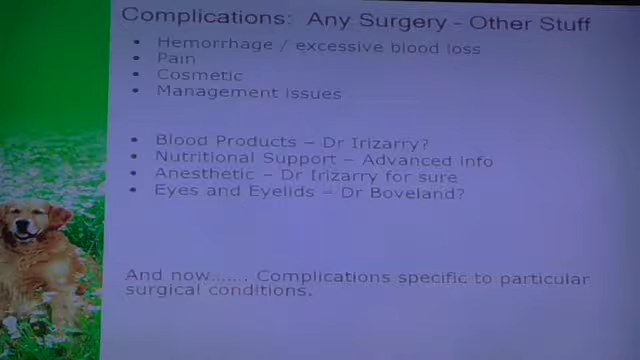 Complications: Any Surgery - Other Stuff
• Hemorrhage / excessive blood loss
• Pain
• Cosmetic
• Management issues
• Blood Products – Dr Irizarry?
• Nutritional Support – Advanced info
• Anesthetic – Dr Irizarry for sure
• Eyes and Eyelids – Dr Boveland?
And now....... Complications specific to particular
surgical conditions.